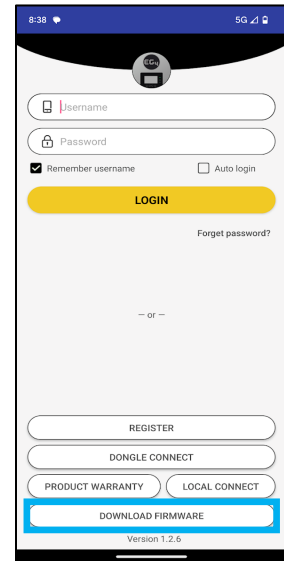 8:38 5G
EG4
Username
Password
Remember username Auto login
LOGIN
Forget password?
— or —
REGISTER
DONGLE CONNECT
PRODUCT WARRANTY LOCAL CONNECT
DOWNLOAD FIRMWARE
Version 1.2.6